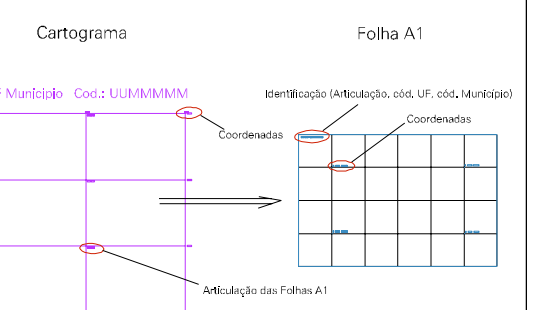 Cartograma
Folha A1
Município Cod.: UUMMMMM
Identificação (Articulação, cód. UF, cód. Município)
Coordenadas
Coordenadas
Articulação das Folhas A1